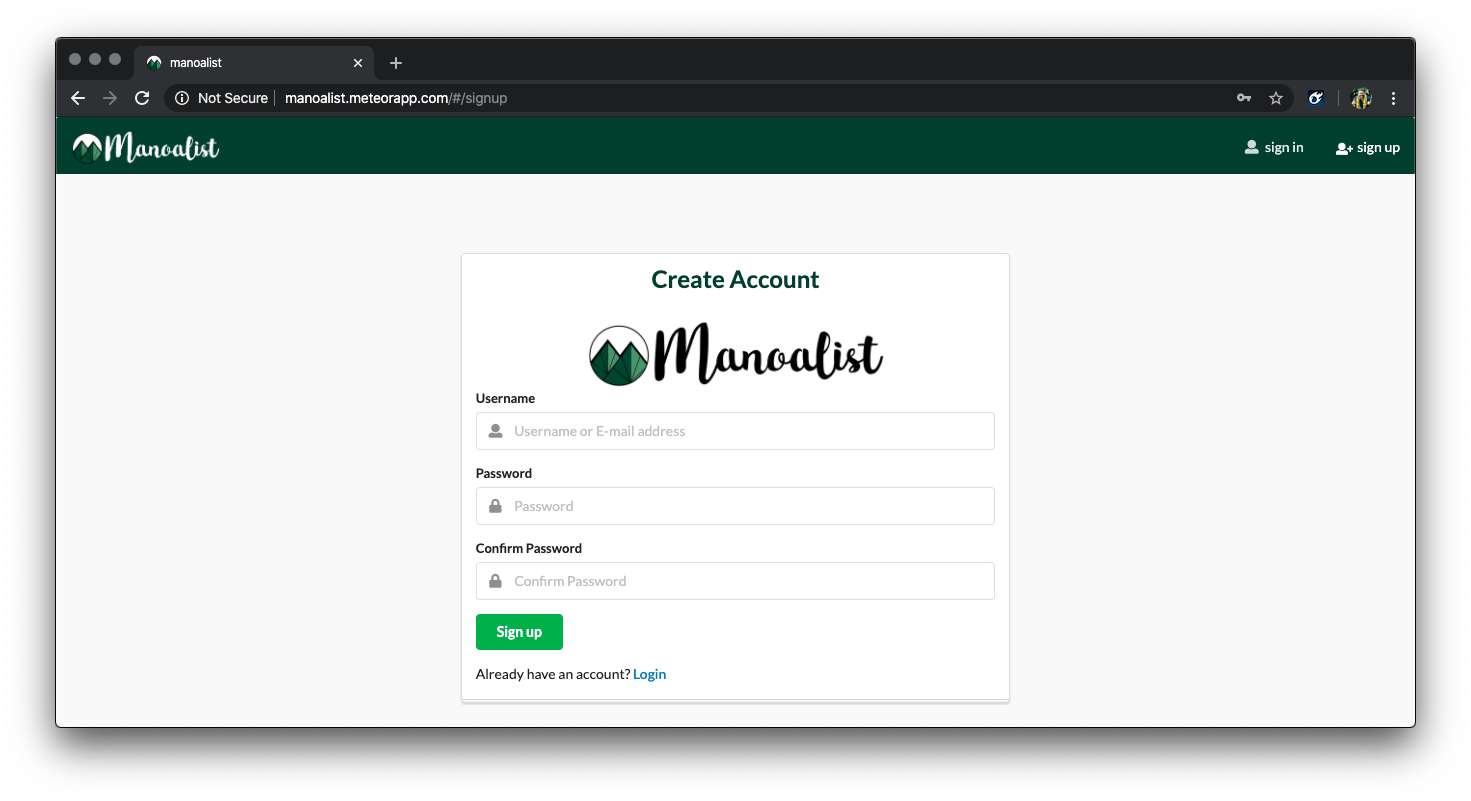 manoalist
Not Secure manoalist.meteorapp.com/#/signup
Manoalist sign in sign up
Create Account
Manoalist
Username
Username or E-mail address
Password
Password
Confirm Password
Confirm Password
Sign up
Already have an account? Login